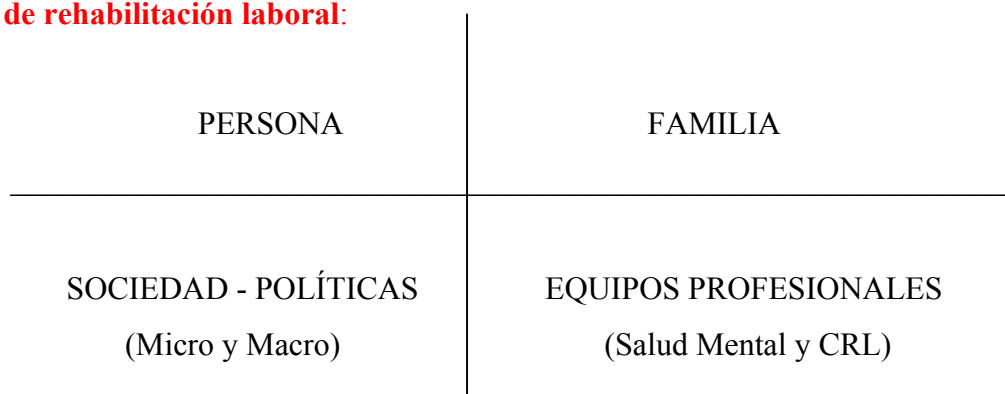 de rehabilitación laboral:
PERSONA
FAMILIA
SOCIEDAD - POLÍTICAS
(Micro y Macro)
EQUIPOS PROFESIONALES
(Salud Mental y CRL)